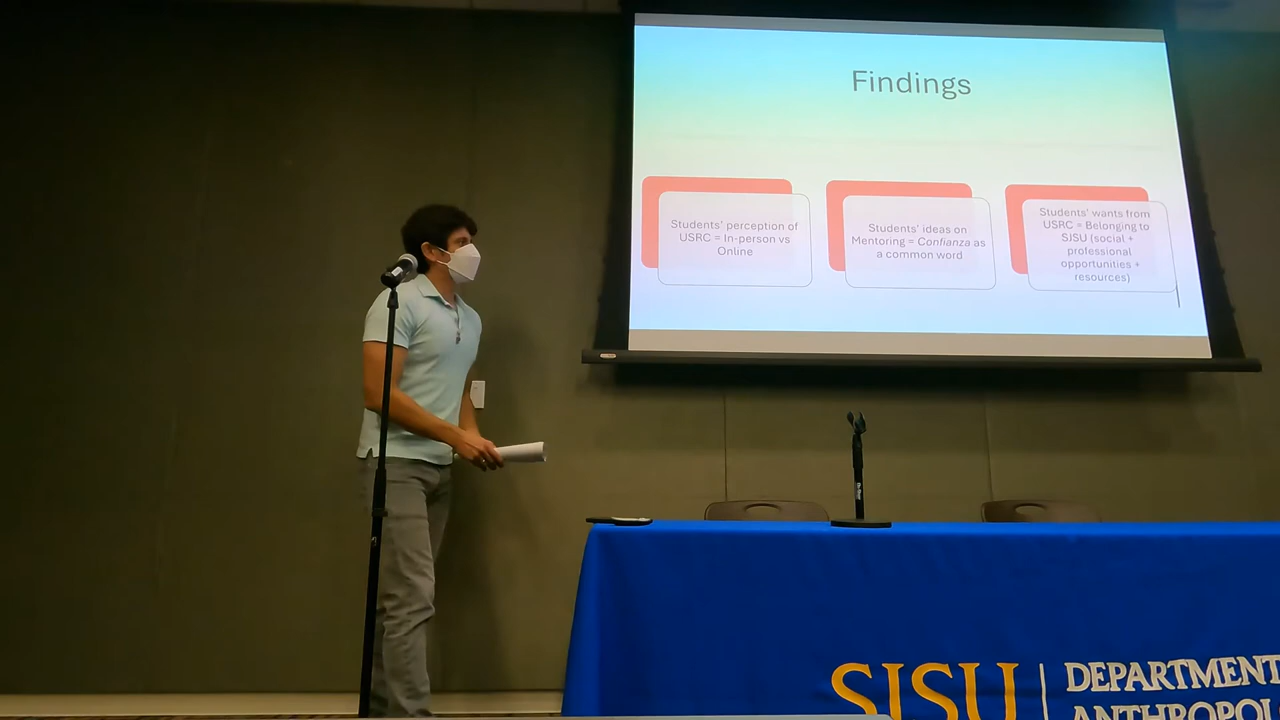 Findings
Students' perception of
USRC = In-person vs
Online
Students' ideas on
Mentoring = Confianza as
a common word
Students' wants from
USRC = Belonging to
SJSU (social +
professional
opportunities +
resources)
SJSU
DEPARTMENT
ANTHROPOL